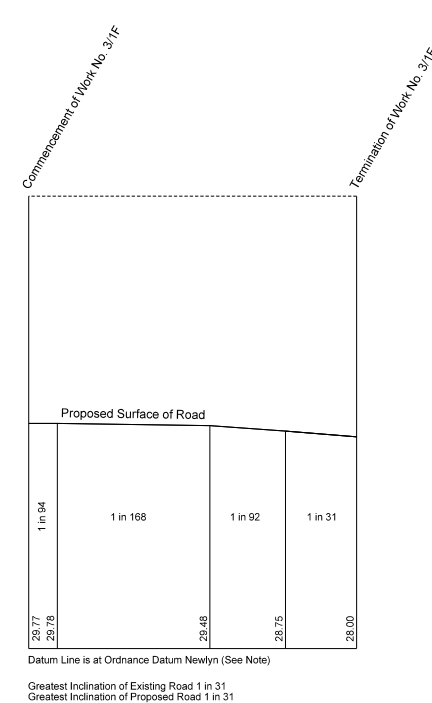 Commencement of Work No. 3/1F
Termination of Work No. 3/1F
Proposed Surface of Road
1 in 94
1 in 168
1 in 92
1 in 31
29.77
29.78
29.48
28.75
28.00
Datum Line is at Ordnance Datum Newlyn (See Note)
Greatest Inclination of Existing Road 1 in 31
Greatest Inclination of Proposed Road 1 in 31